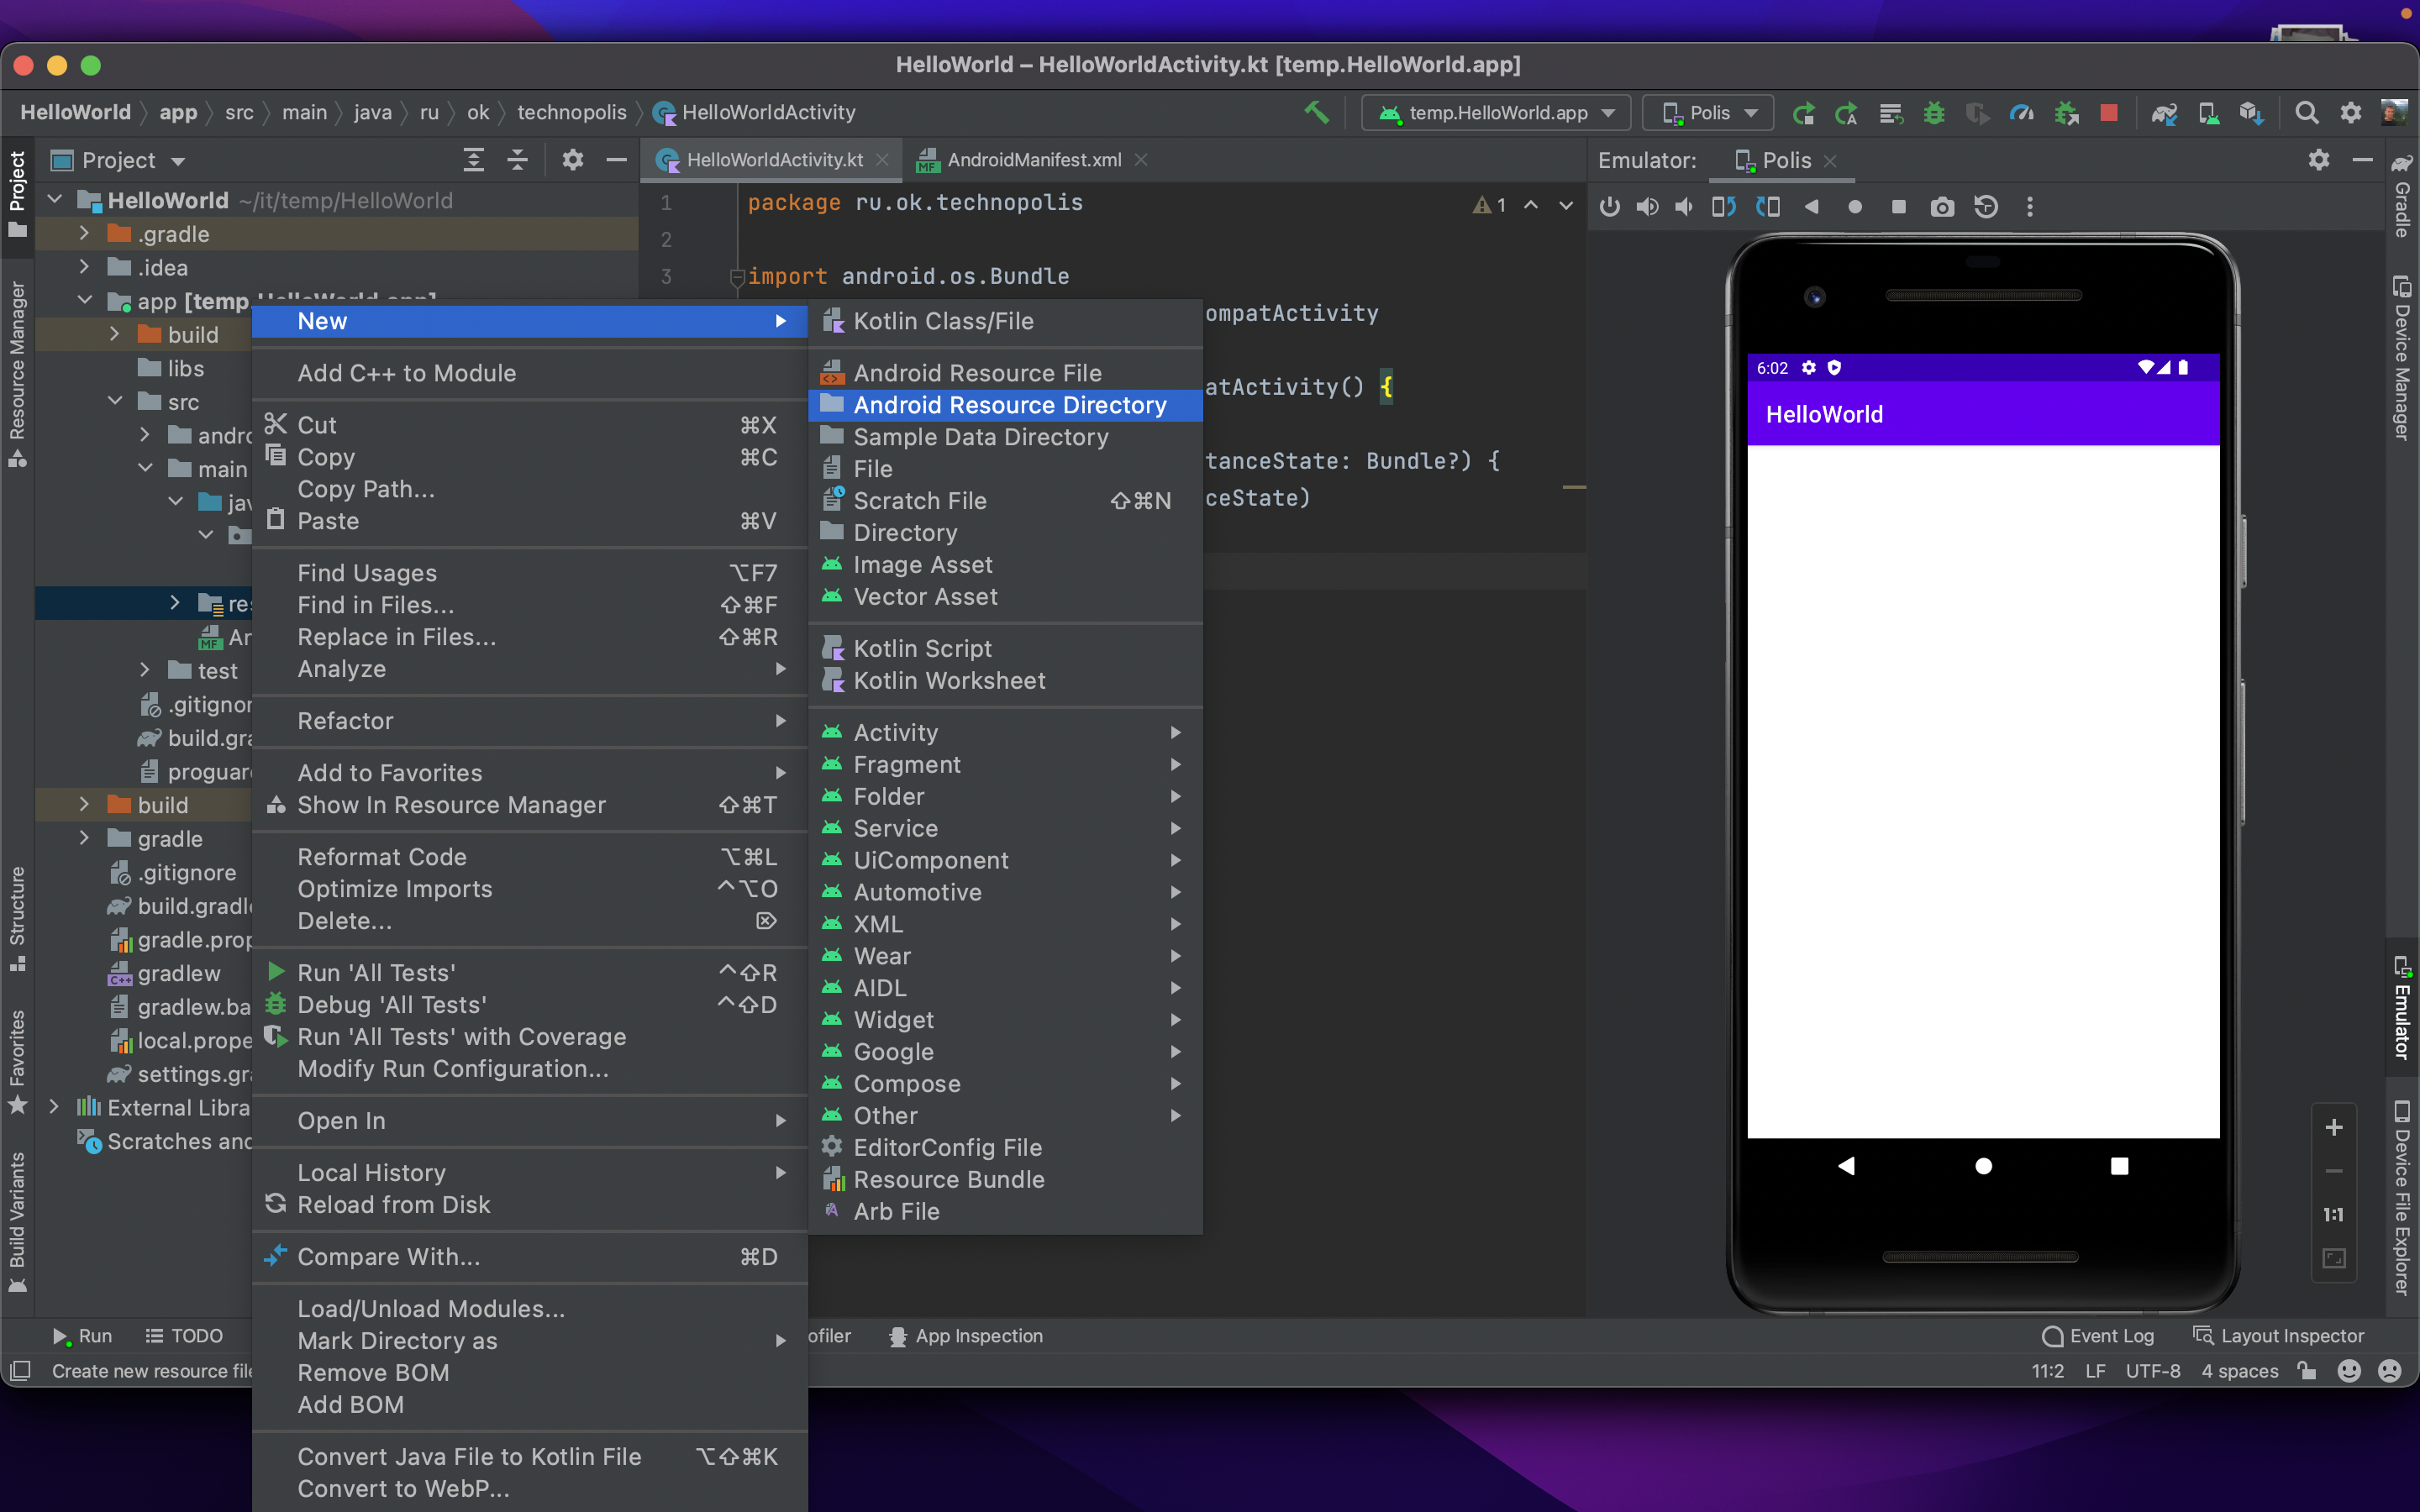 HelloWorld – HelloWorldActivity.kt [temp.HelloWorld.app]
HelloWorld app src main java ru ok technopolis HelloWorldActivity
temp.HelloWorld.app
Polis
Project
HelloWorldActivity.kt
AndroidManifest.xml
Emulator:
Polis
Project
Resource Manager
Structure
Favorites
Build Variants
HelloWorld ~/it/temp/HelloWorld
.gradle
.idea
app [temp.HelloWorld.app]
build
libs
src
andro
main
jav
res
MF An
test
.gitignor
build.gra
proguar
build
gradle
.gitignore
build.gradle
gradle.prop
C++ gradlew
gradlew.ba
local.prope
settings.gra
External Libra
Scratches and
1 package ru.ok.technopolis
2
3 import android.os.Bundle
ompatActivity
atActivity() {
tanceState: Bundle?) {
ceState)
1
New
Add C++ to Module
Cut ⌘X
Copy ⌘C
Copy Path...
Paste ⌘V
Find Usages ⌥F7
Find in Files... ⇧⌘F
Replace in Files... ⇧⌘R
Analyze
Refactor
Add to Favorites
Show In Resource Manager ⇧⌘T
Reformat Code ⌥⌘L
Optimize Imports ^⌥O
Delete... ⌦
Run 'All Tests' ^⇧R
Debug 'All Tests' ^⇧D
Run 'All Tests' with Coverage
Modify Run Configuration...
Open In
Local History
Reload from Disk
Compare With... ⌘D
Load/Unload Modules...
Mark Directory as
Remove BOM
Add BOM
Convert Java File to Kotlin File ⌥⇧⌘K
Convert to WebP...
Kotlin Class/File
Android Resource File
Android Resource Directory
Sample Data Directory
File
Scratch File ⇧⌘N
Directory
Image Asset
Vector Asset
Kotlin Script
Kotlin Worksheet
Activity
Fragment
Folder
Service
UiComponent
Automotive
XML
Wear
AIDL
Widget
Google
Compose
Other
EditorConfig File
Resource Bundle
Arb File
6:02
HelloWorld
1:1
Gradle
Device Manager
Emulator
Device File Explorer
Run
TODO
ofiler
App Inspection
Event Log
Layout Inspector
Create new resource file
11:2 LF UTF-8 4 spaces